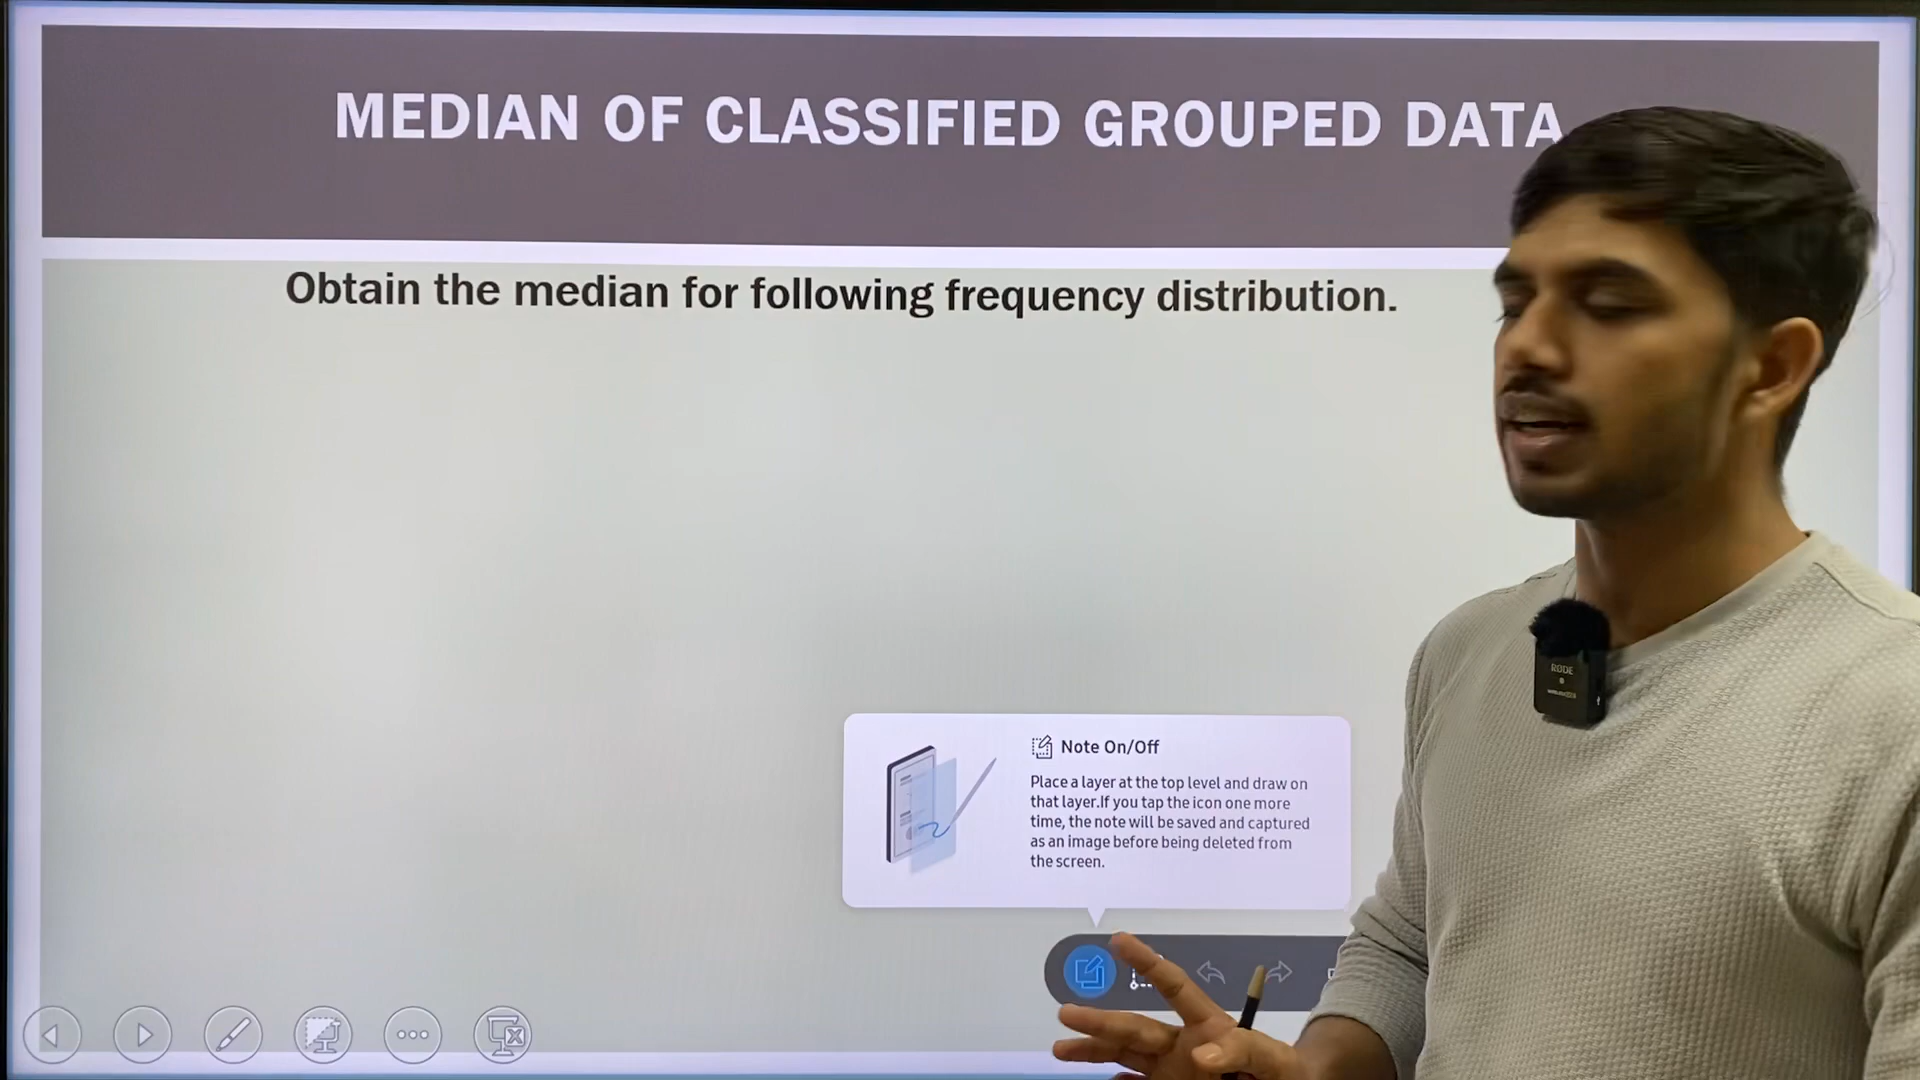 MEDIAN OF CLASSIFIED GROUPED DATA
Obtain the median for following frequency distribution.
Note On/Off
Place a layer at the top level and draw on
that layer.If you tap the icon one more
time, the note will be saved and captured
as an image before being deleted from
the screen.
RØDE